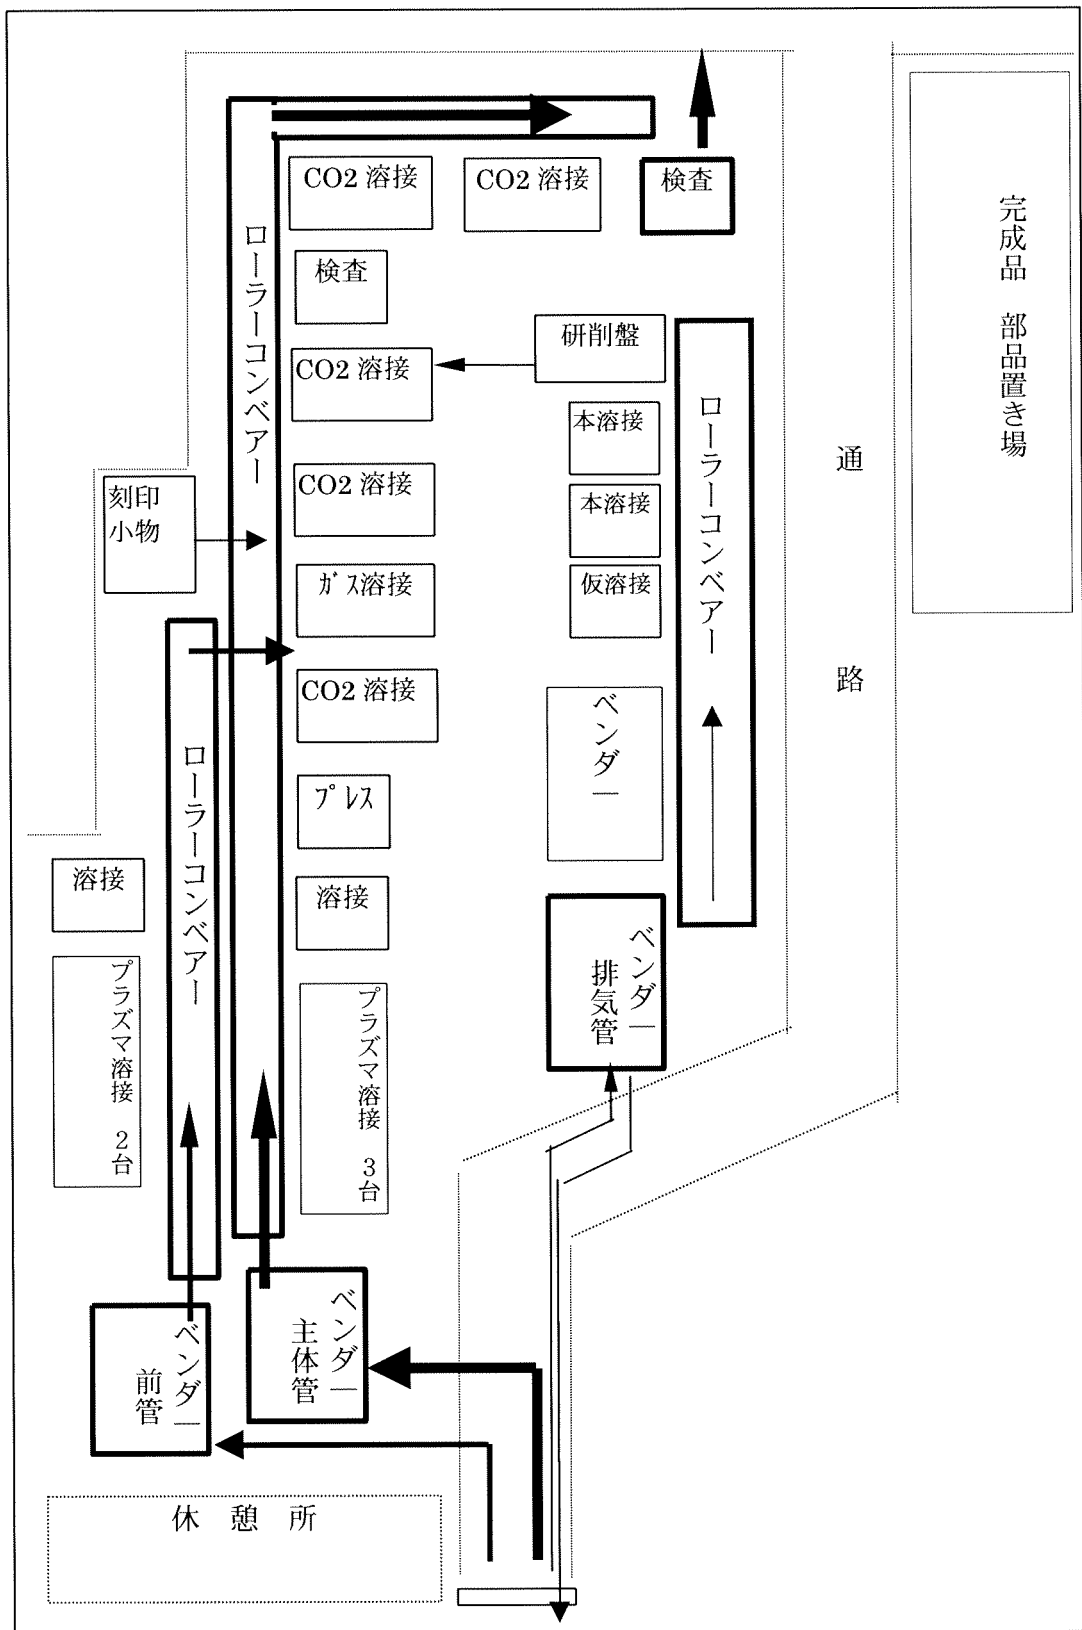 CO2 溶接
CO2 溶接
検査
ローラーコンベアー
検査
完成品　部品置き場
研削盤
CO2 溶接
ローラーコンベアー
本溶接
通路
CO2 溶接
刻印
小物
本溶接
ガス溶接
仮溶接
CO2 溶接
ベンダー
ローラーコンベアー
プレス
溶接
溶接
ベンダー
排気管
プラズマ溶接　2台
プラズマ溶接　3台
ベンダー
主体管
ベンダー
前管
休憩所